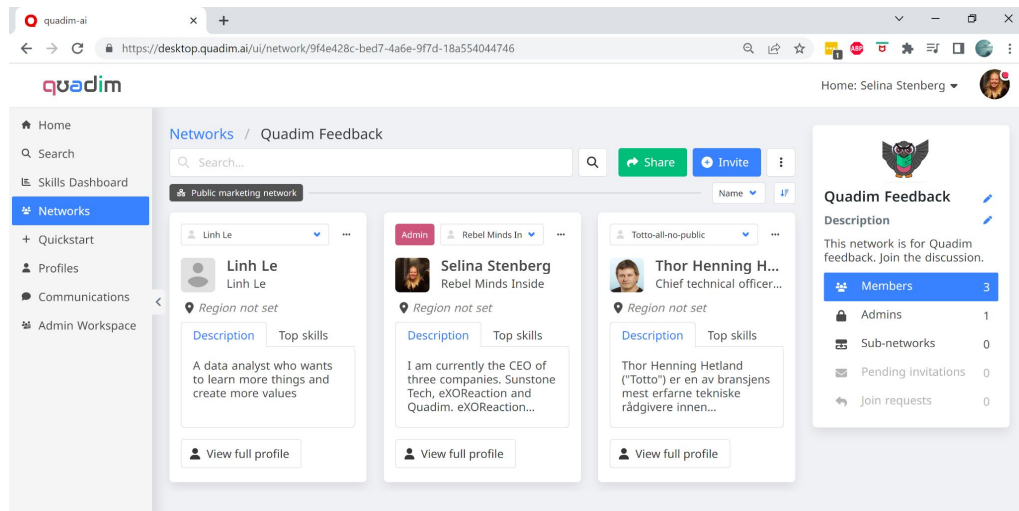 quadim-ai
https://desktop.quadim.ai/ui/network/9f4e428c-bed7-4a6e-9f7d-18a554044746
ABP
1
quadim
Home: Selina Stenberg
Home
Search
Skills Dashboard
Networks
Quickstart
Profiles
Communications
Admin Workspace
Networks / Quadim Feedback
Search...
Share
Invite
Public marketing network
Name
Linh Le
Linh Le
Linh Le
Region not set
Description Top skills
A data analyst who wants
to learn more things and
create more values
View full profile
Admin Rebel Minds In
Selina Stenberg
Rebel Minds Inside
Region not set
Description Top skills
I am currently the CEO of
three companies. Sunstone
Tech, eXOReaction and
Quadim. eXOReaction...
View full profile
Totto-all-no-public
Thor Henning H...
Chief technical officer...
Region not set
Description Top skills
Thor Henning Hetland
("Totto") er en av bransjens
mest erfarne tekniske
rådgivere innen...
View full profile
Quadim Feedback
Description
This network is for Quadim
feedback. Join the discussion.
Members 3
Admins 1
Sub-networks 0
Pending invitations 0
Join requests 0